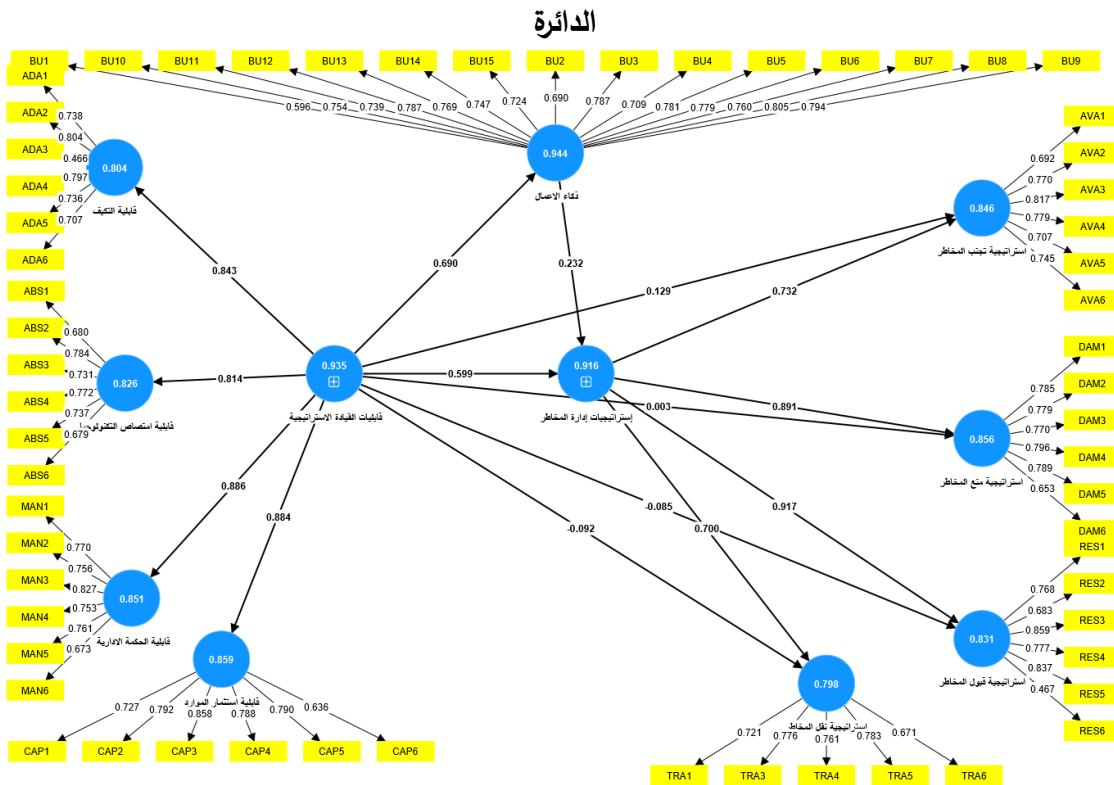 الدائرة
BU1
BU10
BU11
BU12
BU13
BU14
BU15
BU2
BU3
BU4
BU5
BU6
BU7
BU8
BU9
0.596
0.754
0.739
0.787
0.769
0.747
0.724
0.690
0.787
0.709
0.781
0.779
0.760
0.805
0.794
0.944
ذكاء الاعمال
ADA1
ADA2
ADA3
ADA4
ADA5
ADA6
0.738
0.804
0.466
0.797
0.736
0.707
0.804
قابلية التكيف
AVA1
AVA2
AVA3
AVA4
AVA5
AVA6
0.692
0.770
0.817
0.779
0.707
0.745
0.846
استراتيجية تجنب المخاطر
0.843
0.690
0.232
0.129
0.732
ABS1
ABS2
ABS3
ABS4
ABS5
ABS6
0.680
0.784
0.731
0.772
0.737
0.679
0.826
قابلية امتصاص
0.814
0.935
قابليات القيادة الاستراتيجية
0.599
0.916
إستراتيجيات إدارة المخاطر
0.003
0.891
DAM1
DAM2
DAM3
DAM4
DAM5
DAM6
0.785
0.779
0.770
0.796
0.789
0.653
0.856
استراتيجية منع المخاطر
0.886
0.884
-0.092
-0.085
0.700
0.917
MAN1
MAN2
MAN3
MAN4
MAN5
MAN6
0.770
0.756
0.827
0.753
0.761
0.673
0.851
قابلية الحكمة الادارية
RES1
RES2
RES3
RES4
RES5
RES6
0.768
0.683
0.859
0.777
0.837
0.467
0.831
استراتيجية قبول المخاطر
0.859
قابلية استثمار الموارد
0.727
0.792
0.858
0.788
0.790
0.636
CAP1
CAP2
CAP3
CAP4
CAP5
CAP6
0.798
استراتيجية نقل
0.721
0.776
0.761
0.783
0.671
TRA1
TRA3
TRA4
TRA5
TRA6